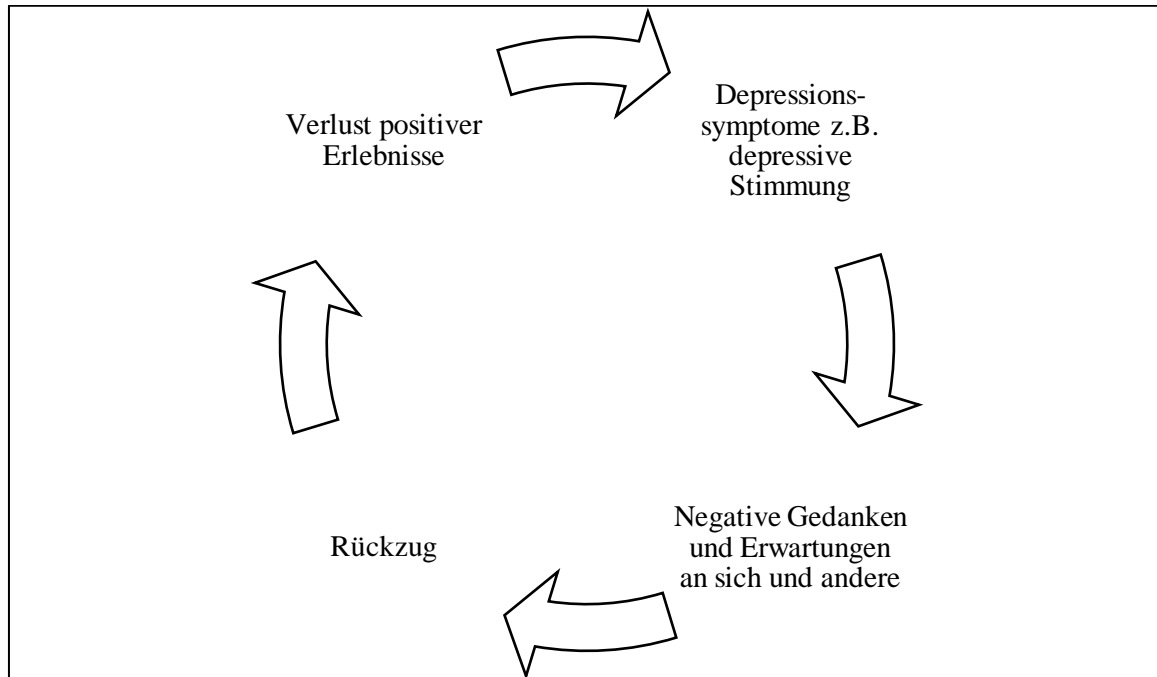 Verlust positiver
Erlebnisse
Depressions-
symptome z.B.
depressive
Stimmung
Negative Gedanken
und Erwartungen
an sich und andere
Rückzug